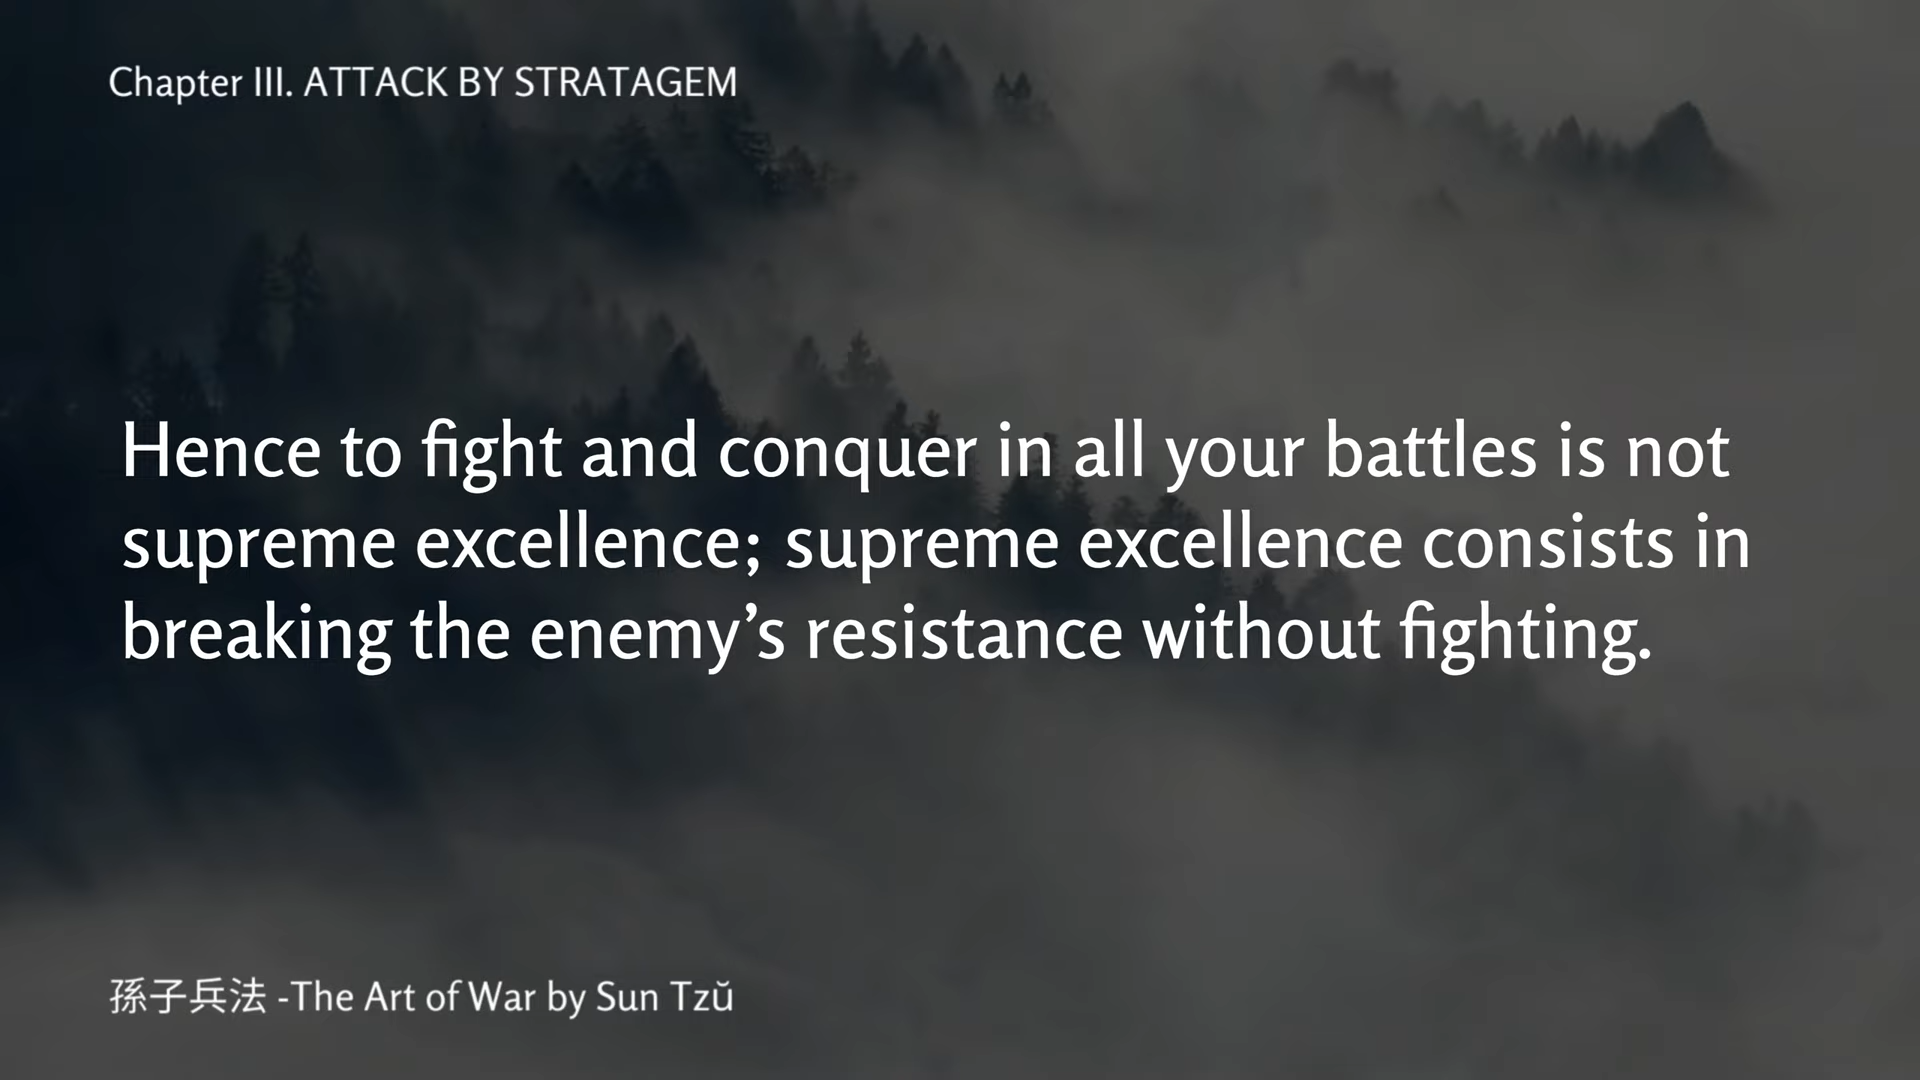 Chapter III. ATTACK BY STRATAGEM
Hence to fight and conquer in all your battles is not
supreme excellence; supreme excellence consists in
breaking the enemy’s resistance without fighting.
孫子兵法 -The Art of War by Sun Tzŭ